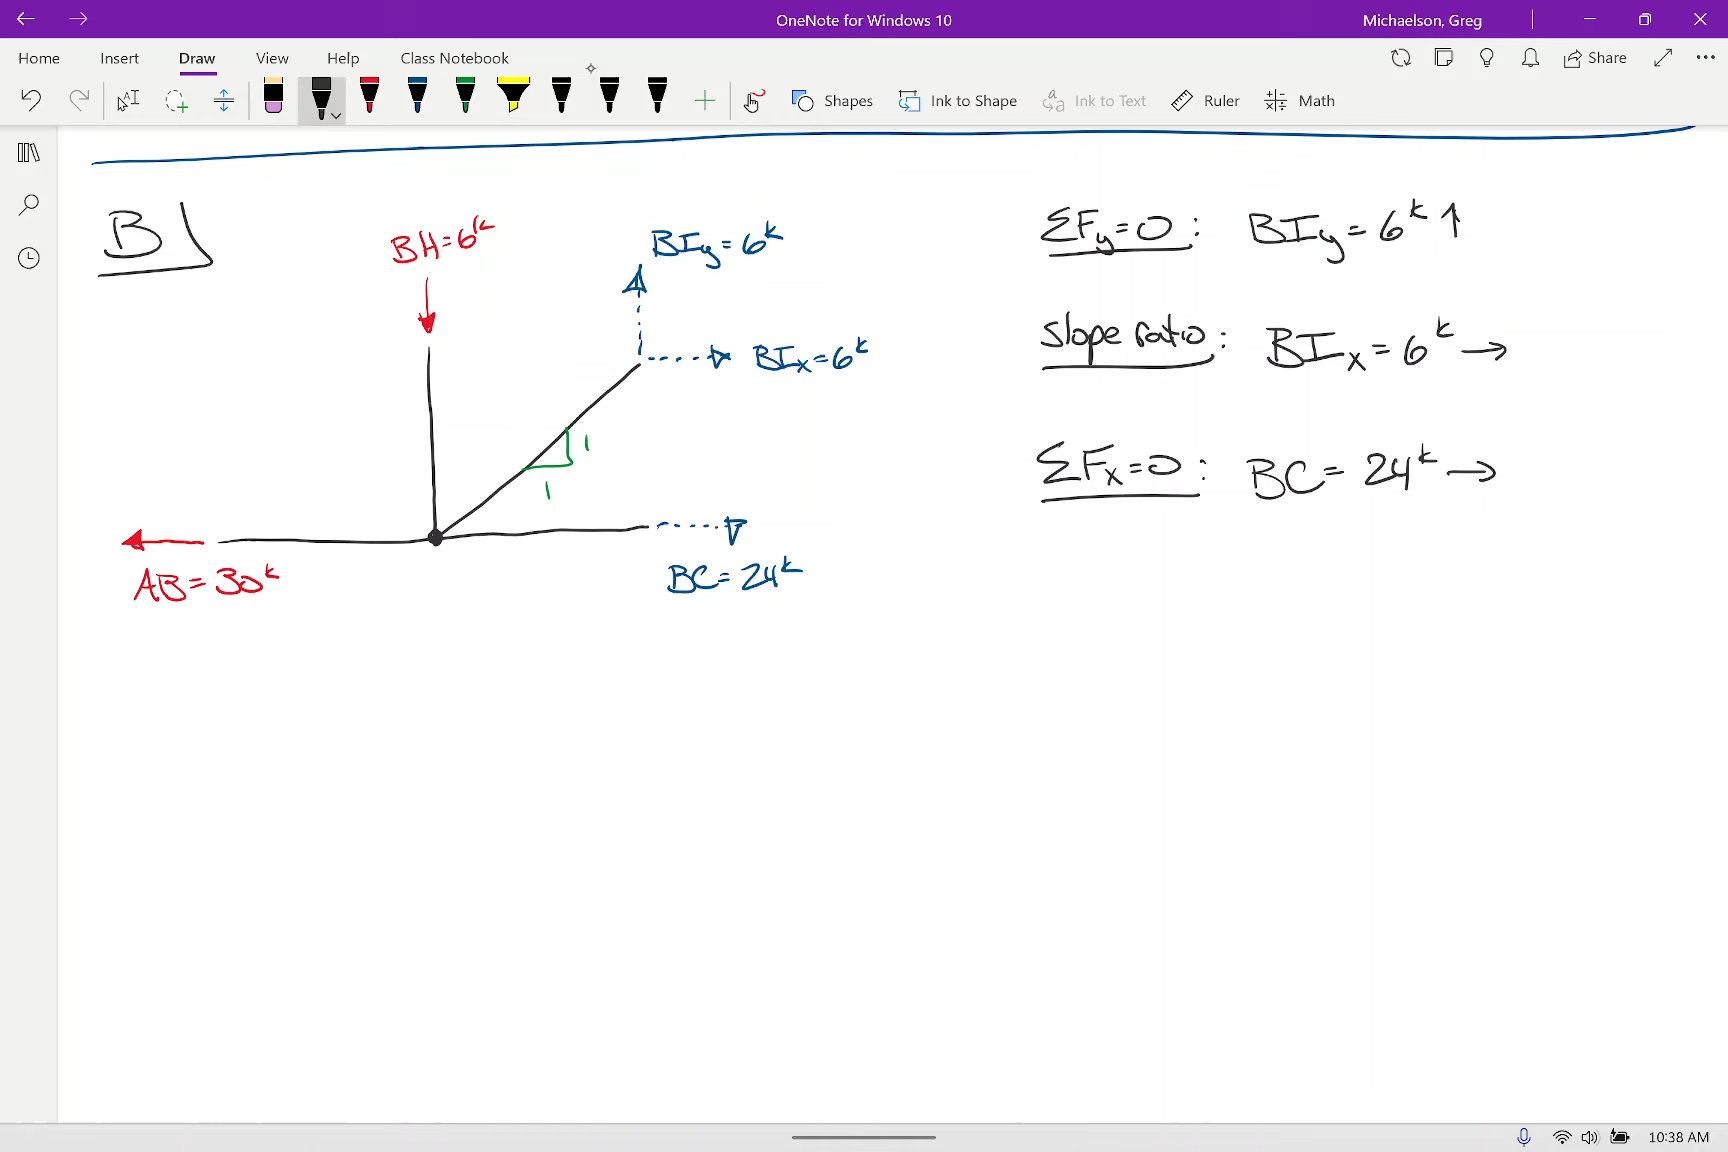 OneNote for Windows 10
Michaelson, Greg
Home Insert Draw View Help Class Notebook
Share
Shapes Ink to Shape Ink to Text Ruler Math
B
BH=6ᵏ
BIy=6ᵏ
BIx=6ᵏ
1
1
AB=30ᵏ
BC=24ᵏ
ΣFy=0: BIy=6ᵏ↑
slope ratio: BIx=6ᵏ→
ΣFx=0: BC=24ᵏ→
10:38 AM